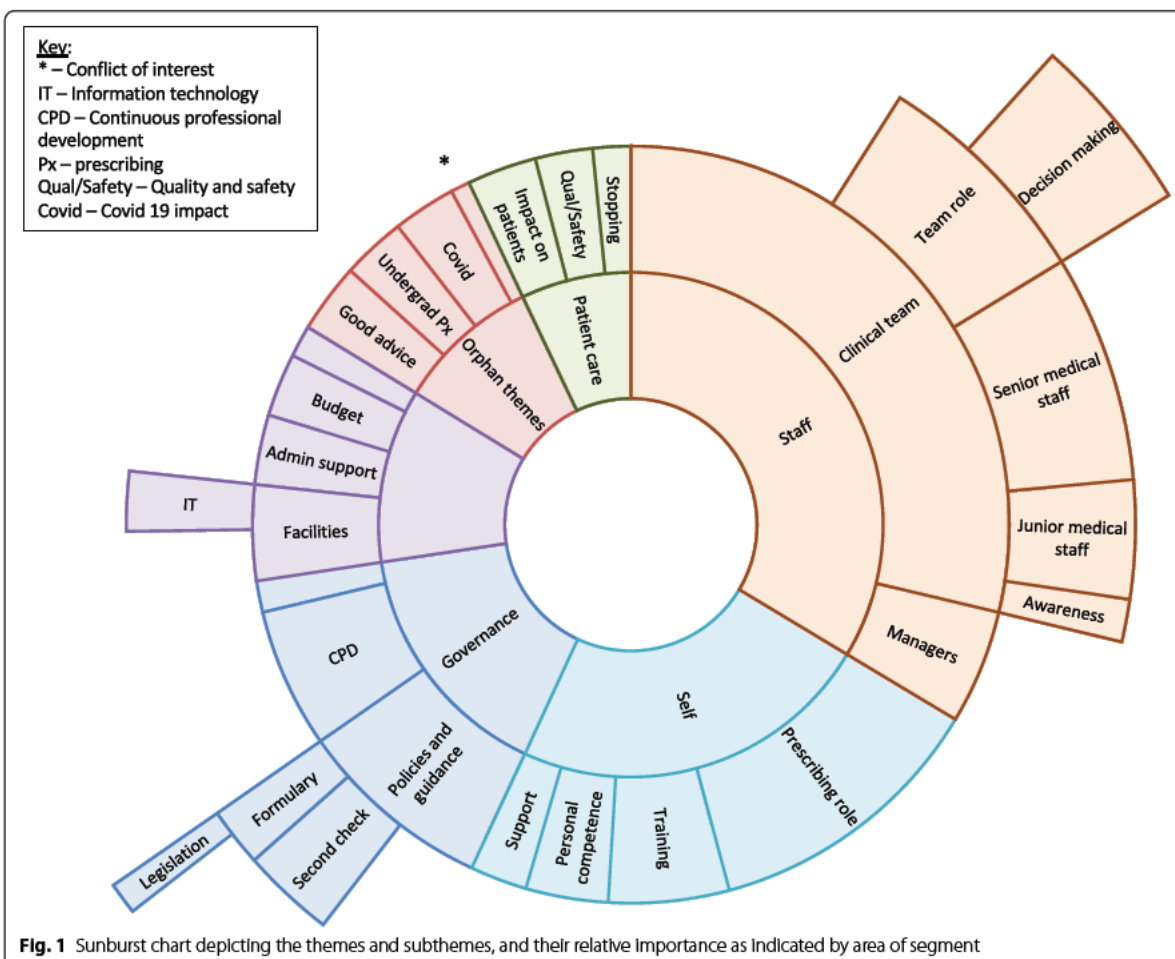 Key:
* – Conflict of interest
IT – Information technology
CPD – Continuous professional
development
Px – prescribing
Qual/Safety – Quality and safety
Covid – Covid 19 impact
*
Impact on
patients
Qual/Safety
Stopping
Patient care
Staff
Clinical team
Team role
Decision making
Senior medical
staff
Junior medical
staff
Awareness
Managers
Self
Prescribing role
Training
Personal
competence
Support
Governance
Policies and
guidance
Second check
Formulary
Legislation
CPD
Facilities
IT
Admin support
Budget
Orphan themes
Good advice
Undergrad Px
Covid
Fig. 1 Sunburst chart depicting the themes and subthemes, and their relative importance as indicated by area of segment